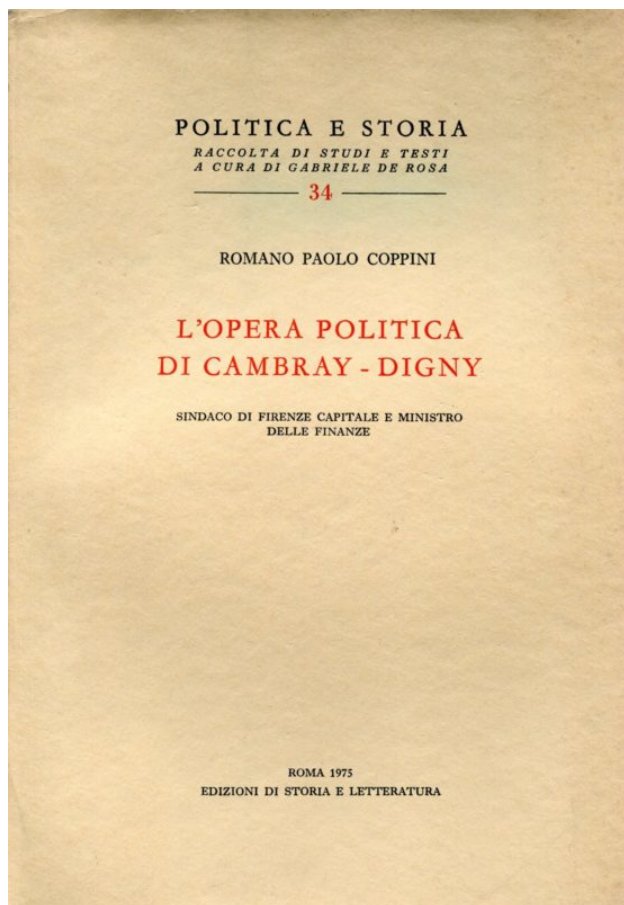 POLITICA E STORIA
RACCOLTA DI STUDI E TESTI
A CURA DI GABRIELE DE ROSA
34
ROMANO PAOLO COPPINI
L'OPERA POLITICA
DI CAMBRAY - DIGNY
SINDACO DI FIRENZE CAPITALE E MINISTRO
DELLE FINANZE
ROMA 1975
EDIZIONI DI STORIA E LETTERATURA